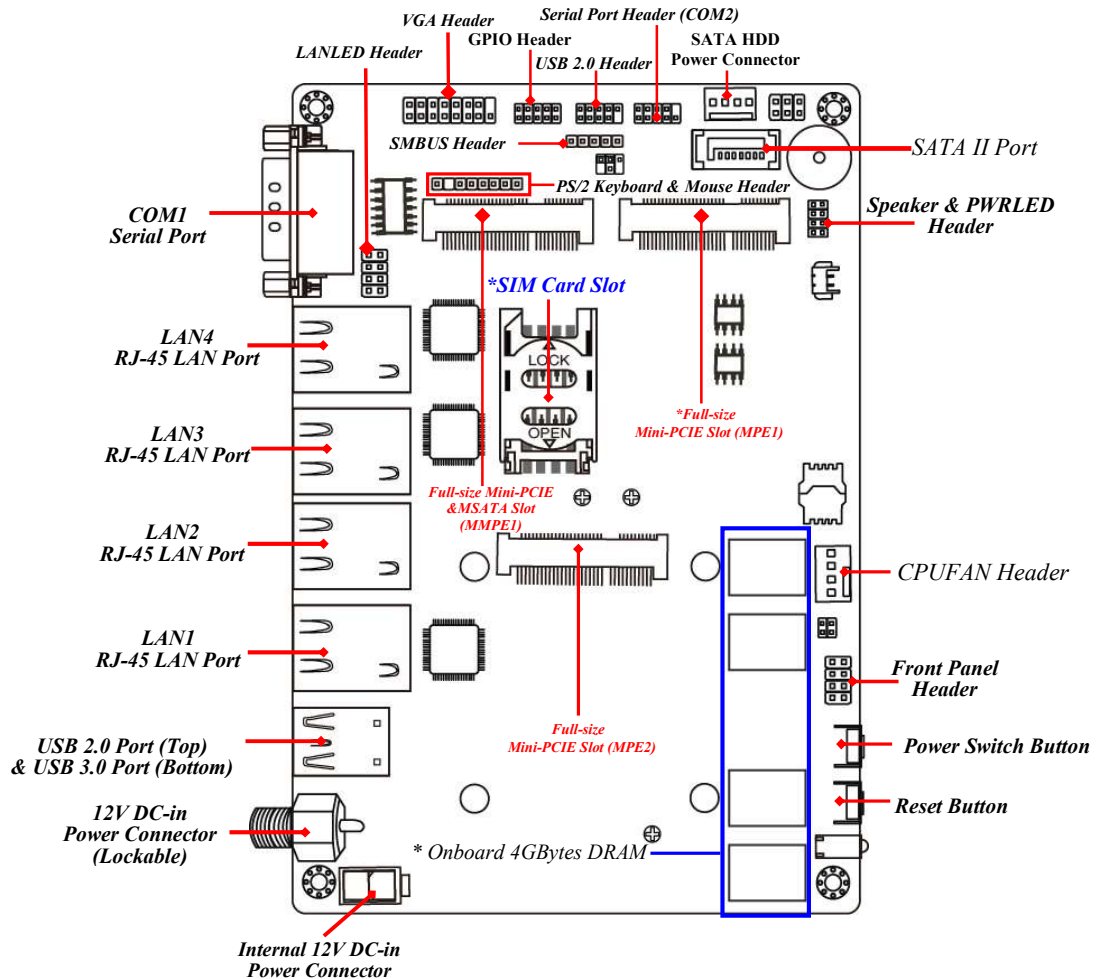 Serial Port Header (COM2)
VGA Header
GPIO Header
SATA HDD
Power Connector
LANLED Header
USB 2.0 Header
SMBUS Header
SATA II Port
PS/2 Keyboard & Mouse Header
COM1
Serial Port
Speaker & PWRLED
Header
*SIM Card Slot
LAN4
RJ-45 LAN Port
LOCK
OPEN
*Full-size
Mini-PCIE Slot (MPE1)
LAN3
RJ-45 LAN Port
Full-size Mini-PCIE
&MSATA Slot
(MMPE1)
LAN2
RJ-45 LAN Port
CPUFAN Header
LAN1
RJ-45 LAN Port
Front Panel
Header
Full-size
Mini-PCIE Slot (MPE2)
USB 2.0 Port (Top)
& USB 3.0 Port (Bottom)
Power Switch Button
Reset Button
12V DC-in
Power Connector
(Lockable)
* Onboard 4GBytes DRAM
Internal 12V DC-in
Power Connector